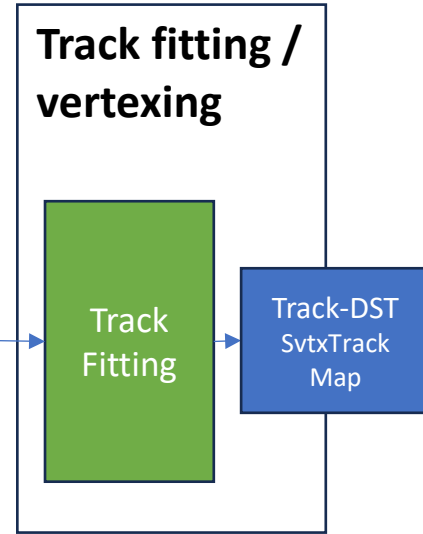 Track fitting /
vertexing
Track
Fitting
Track-DST
SvtxTrack
Map